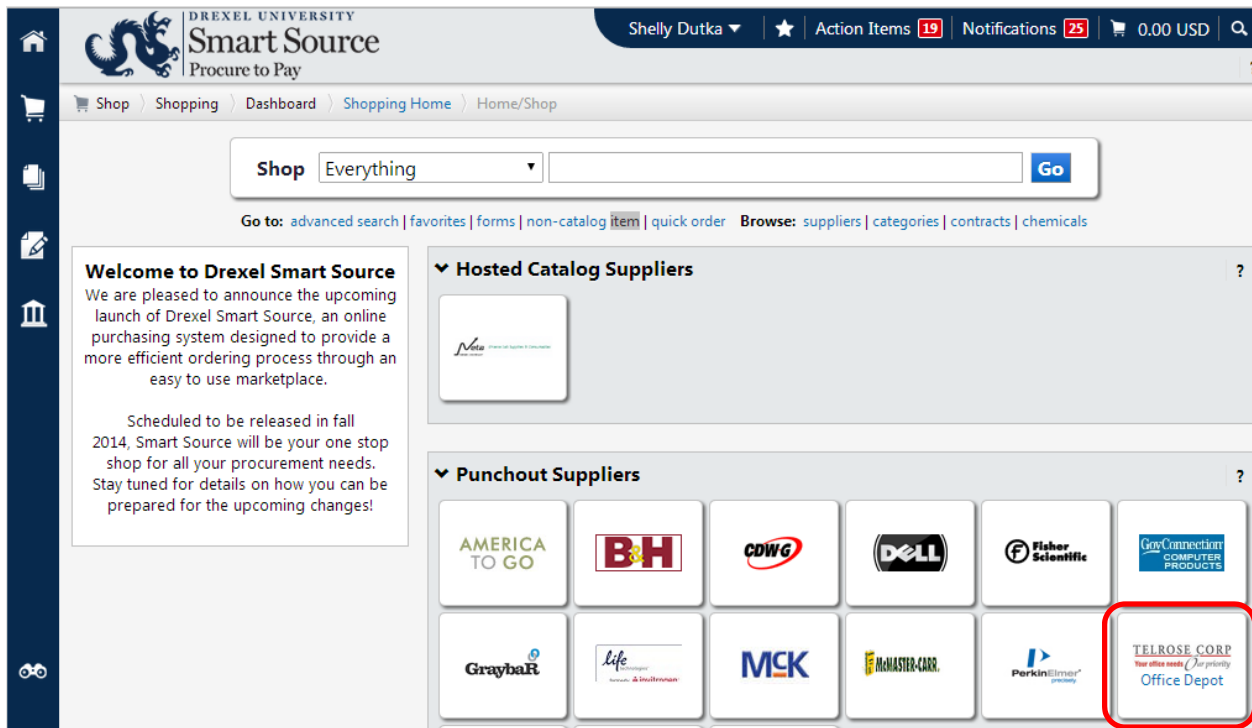 DREXEL UNIVERSITY
Smart Source
Procure to Pay
Shelly Dutka ▼ Action Items 19 Notifications 25 0.00 USD
Shop Shopping Dashboard Shopping Home Home/Shop
Shop Everything Go
Go to: advanced search | favorites | forms | non-catalog item | quick order Browse: suppliers | categories | contracts | chemicals
Welcome to Drexel Smart Source
We are pleased to announce the upcoming
launch of Drexel Smart Source, an online
purchasing system designed to provide a
more efficient ordering process through an
easy to use marketplace.
Scheduled to be released in fall
2014, Smart Source will be your one stop
shop for all your procurement needs.
Stay tuned for details on how you can be
prepared for the upcoming changes!
Hosted Catalog Suppliers ?
Neta
Punchout Suppliers ?
AMERICA
TO GO
B&H
CDW·G
DELL
Fisher
Scientific
GovConnection
COMPUTER
PRODUCTS
GraybaR
life
technologies
invitrogen
MCK
McMASTER-CARR.
PerkinElmer
precisely
TELROSE CORP
Your office needs Our priority
Office Depot